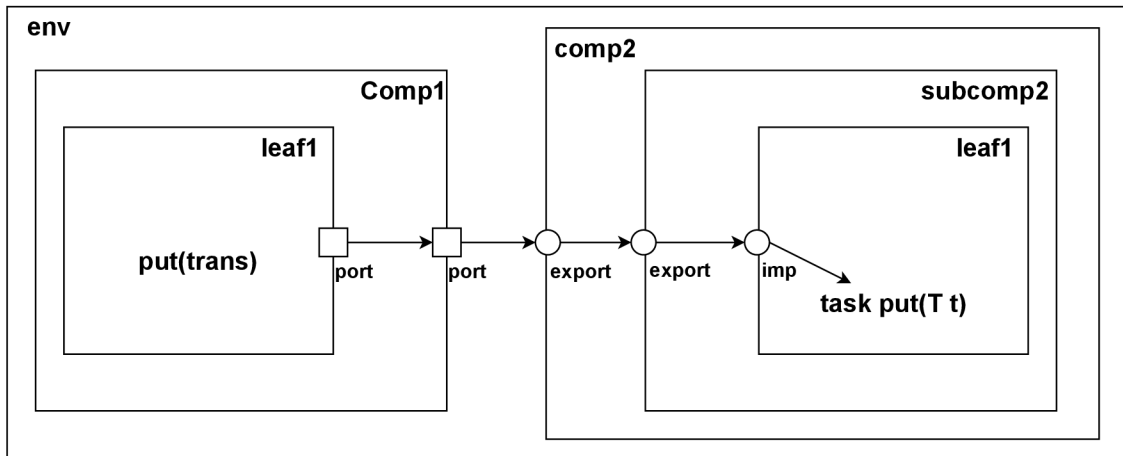 env
comp2
Comp1
subcomp2
leaf1
leaf1
put(trans)
port
port
export
export
imp
task put(T t)